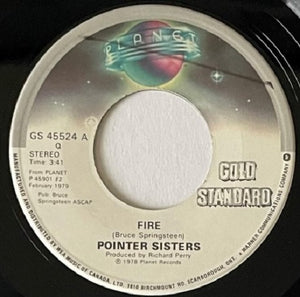 PLANET
GS 45524 A
Q
STEREO
Time: 3:41
From PLANET
P 45901 F2
February 1979
Pub: Bruce
Springsteen ASCAP
GOLD
STANDARD
FIRE
(Bruce Springsteen)
POINTER SISTERS
Produced by Richard Perry
℗ 1978 Planet Records
MANUFACTURED AND DISTRIBUTED BY WEA MUSIC OF CANADA, LTD. 1810 BIRCHMOUNT RD. SCARBOROUGH, ONT. A WARNER COMMUNICATIONS COMPANY